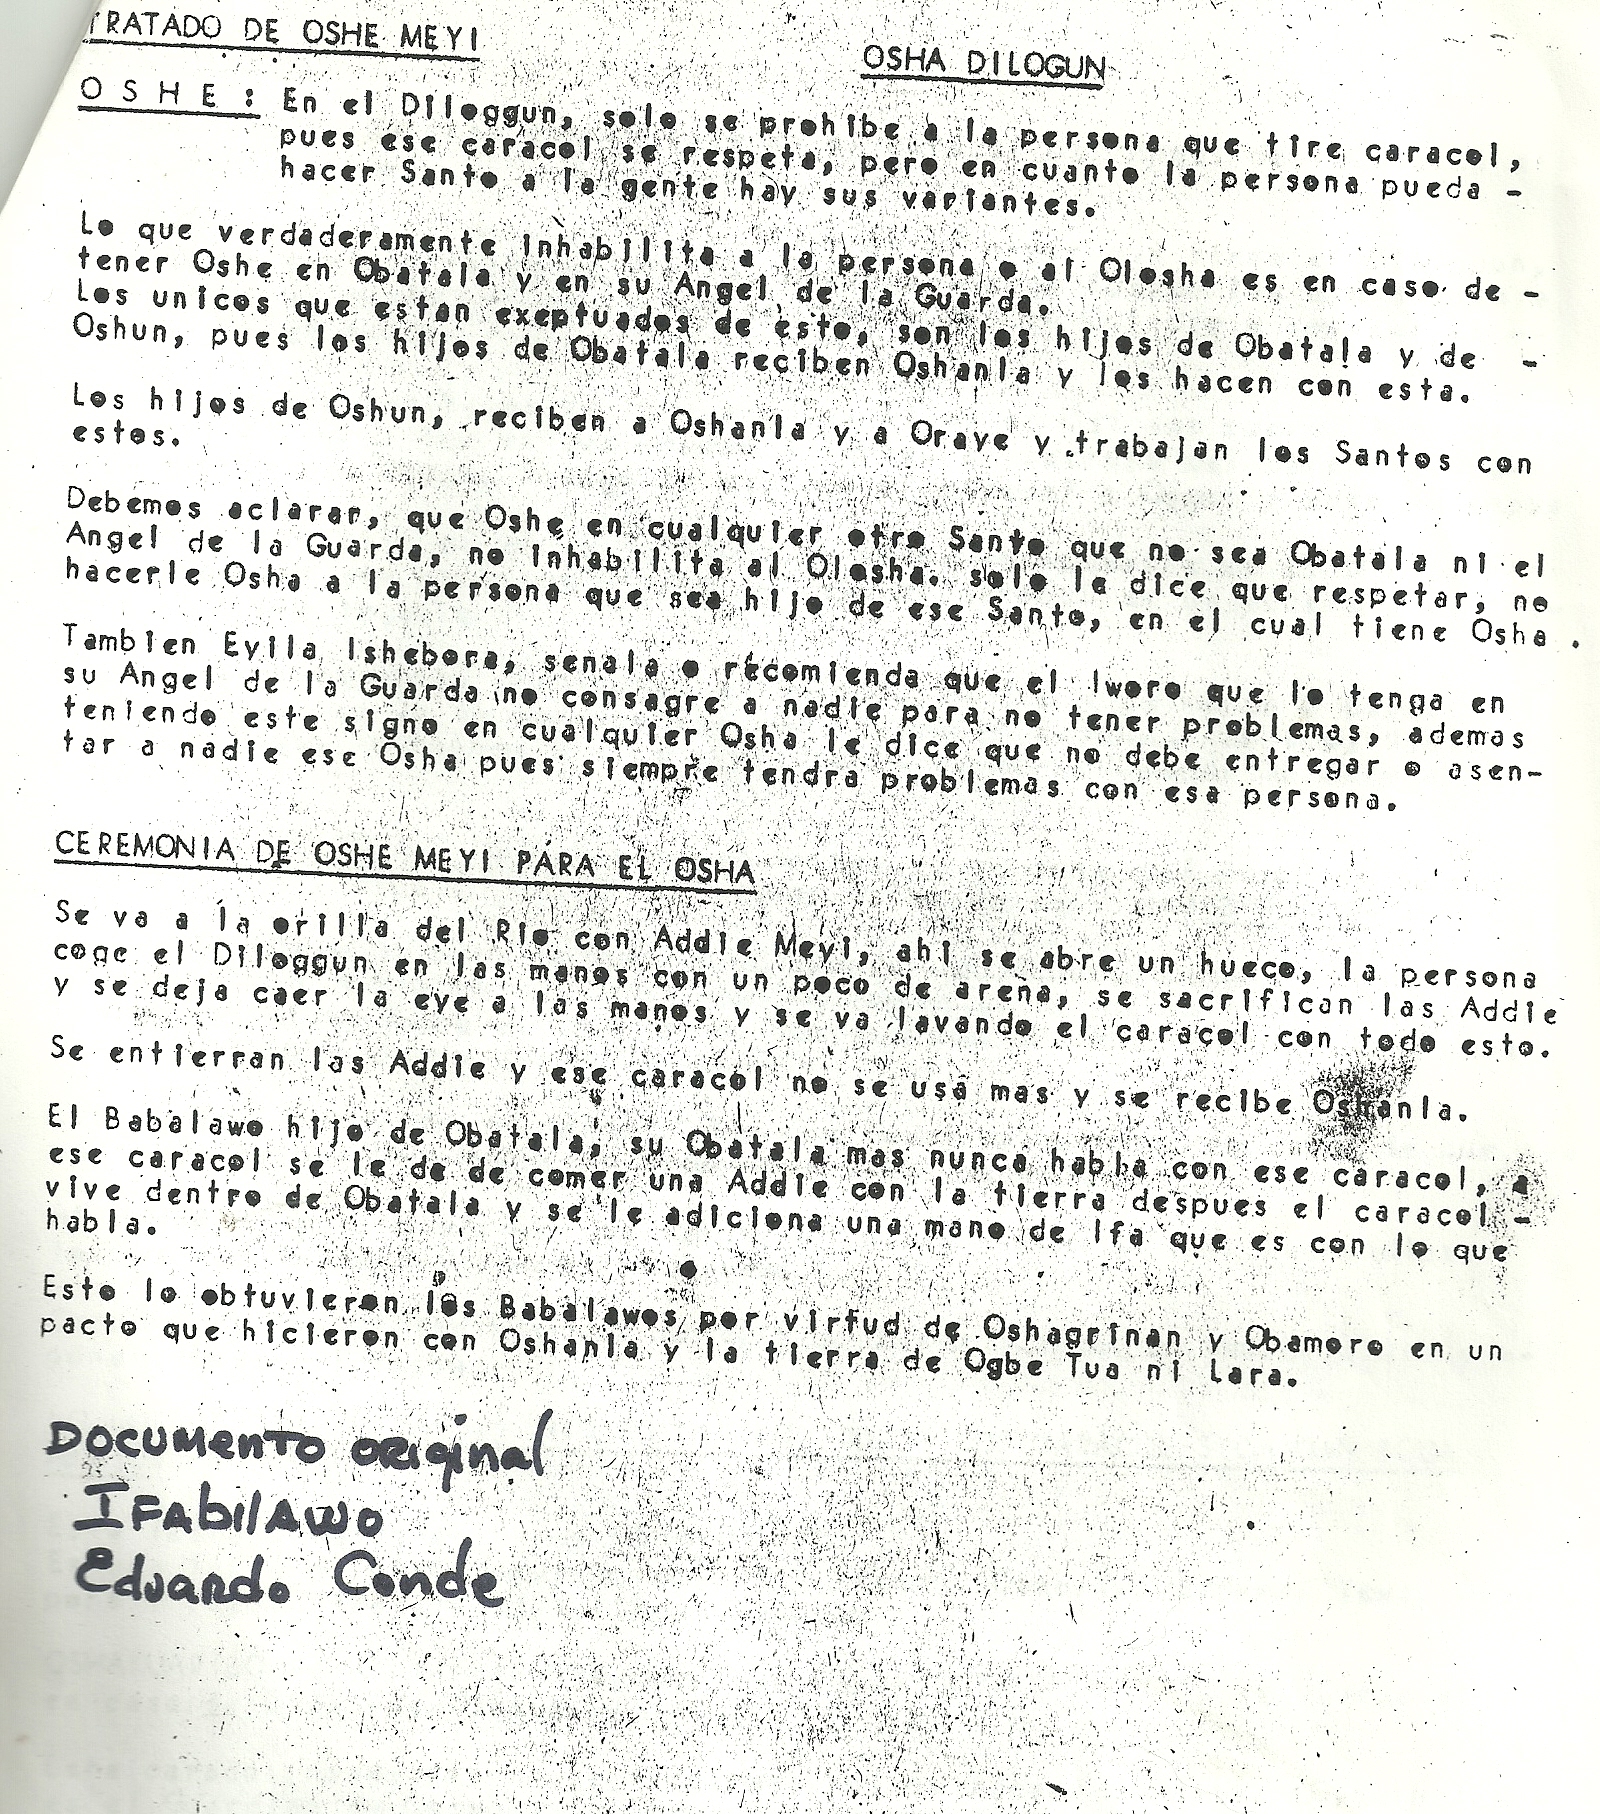 TRATADO DE OSHE MEYI
OSHA DILOGUN
OSHE: En el Diloggun, solo se prohibe a la persona que tire caracol,
pues ese caracol se respeta, pero en cuanto la persona pueda -
hacer Santo a la gente hay sus variantes.
Lo que verdaderamente inhabilita a la persona o al Olosha es en caso de -
tener Oshe en Obatala y en su Angel de la Guarda.
Los unicos que estan exeptuados de esto, son los hijos de Obatala y de -
Oshun, pues los hijos de Obatala reciben Oshanla y los hacen con esta.
Los hijos de Oshun, reciben a Oshanla y a Oraye y trabajan los Santos con
estos.
Debemos aclarar, que Oshe en cualquier otro Santo que no sea Obatala ni el
Angel de la Guarda, no inhabilita al Olosha. solo le dice que respetar, no
hacerle Osha a la persona que sea hijo de ese Santo, en el cual tiene Osha .
Tambien Eyila Ishebora, senala o recomienda que el Iworo que lo tenga en
su Angel de la Guarda no consagre a nadie para no tener problemas, ademas
teniendo este signo en cualquier Osha le dice que no debe entregar o asen-
tar a nadie ese Osha pues siempre tendra problemas con esa persona.
CEREMONIA DE OSHE MEYI PARA EL OSHA
Se va a la orilla del Rio con Addie Meyi, ahi se abre un hueco, la persona
coge el Diloggun en las manos con un poco de arena, se sacrifican las Addie
y se deja caer la eye a las manos y se va lavando el caracol con todo esto.
Se entierran las Addie y ese caracol no se usa mas y se recibe Oshanla.
El Babalawo hijo de Obatala, su Obatala mas nunca habla con ese caracol, a
ese caracol se le da de comer una Addie con la tierra despues el caracol -
vive dentro de Obatala y se le adiciona una mano de Ifa que es con lo que
habla.
Esto lo obtuvieron los Babalawos por virtud de Oshagrinan y Obamoro en un
pacto que hicieron con Oshanla y la tierra de Ogbe Tua ni Lara.
Documento original
IFAbilAwo
Eduardo Conde